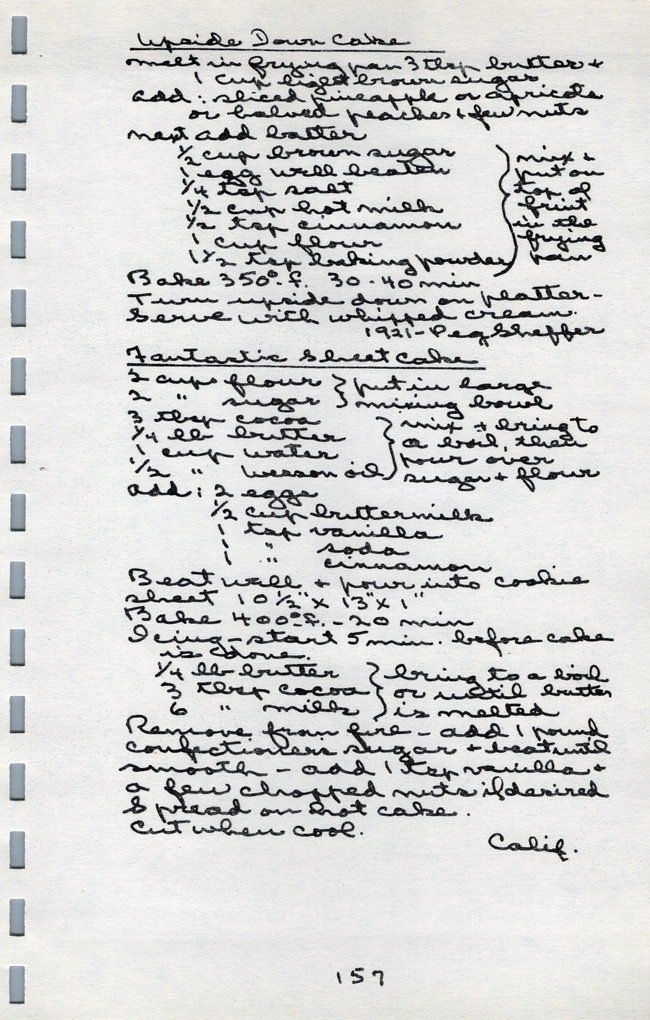 Upside Down Cake
melt in frying pan 3 tbsp butter +
1 cup light brown sugar
add: sliced pineapple or apricots
or halved peaches + few nuts
next add batter
1/2 cup brown sugar
1 egg well beaten
1/4 tsp salt
1/2 cup hot milk
1/2 tsp cinnamon
1 cup flour
1 1/2 tsp baking powder
mix +
put on
top of
fruit
in the
frying
pan
Bake 350° f. 30-40 min
Turn upside down on platter-
Serve with whipped cream.
1921- Peg Sheffer
Fantastic Sheet Cake
2 cups flour } put in large
2 " sugar } mixing bowl
3 tbsp cocoa } mix + bring to
1/4 lb butter } a boil, then
1 cup water } pour over
1/2 " Wesson oil } sugar + flour
add: 2 eggs
1/2 cup buttermilk
1 tsp vanilla
1 " soda
1 " cinnamon
Beat well + pour into cookie
sheet 10 1/2" x 13" x 1"
Bake 400° f. - 20 min
Icing - start 5 min. before cake
is done.
1/4 lb butter } bring to a boil
3 tbsp cocoa } or until butter
6 " milk } is melted
Remove from fire - add 1 pound
confectioners sugar + beat until
smooth - add 1 tsp vanilla +
a few chopped nuts if desired
Spread on hot cake.
Cut when cool.
Calif.
157